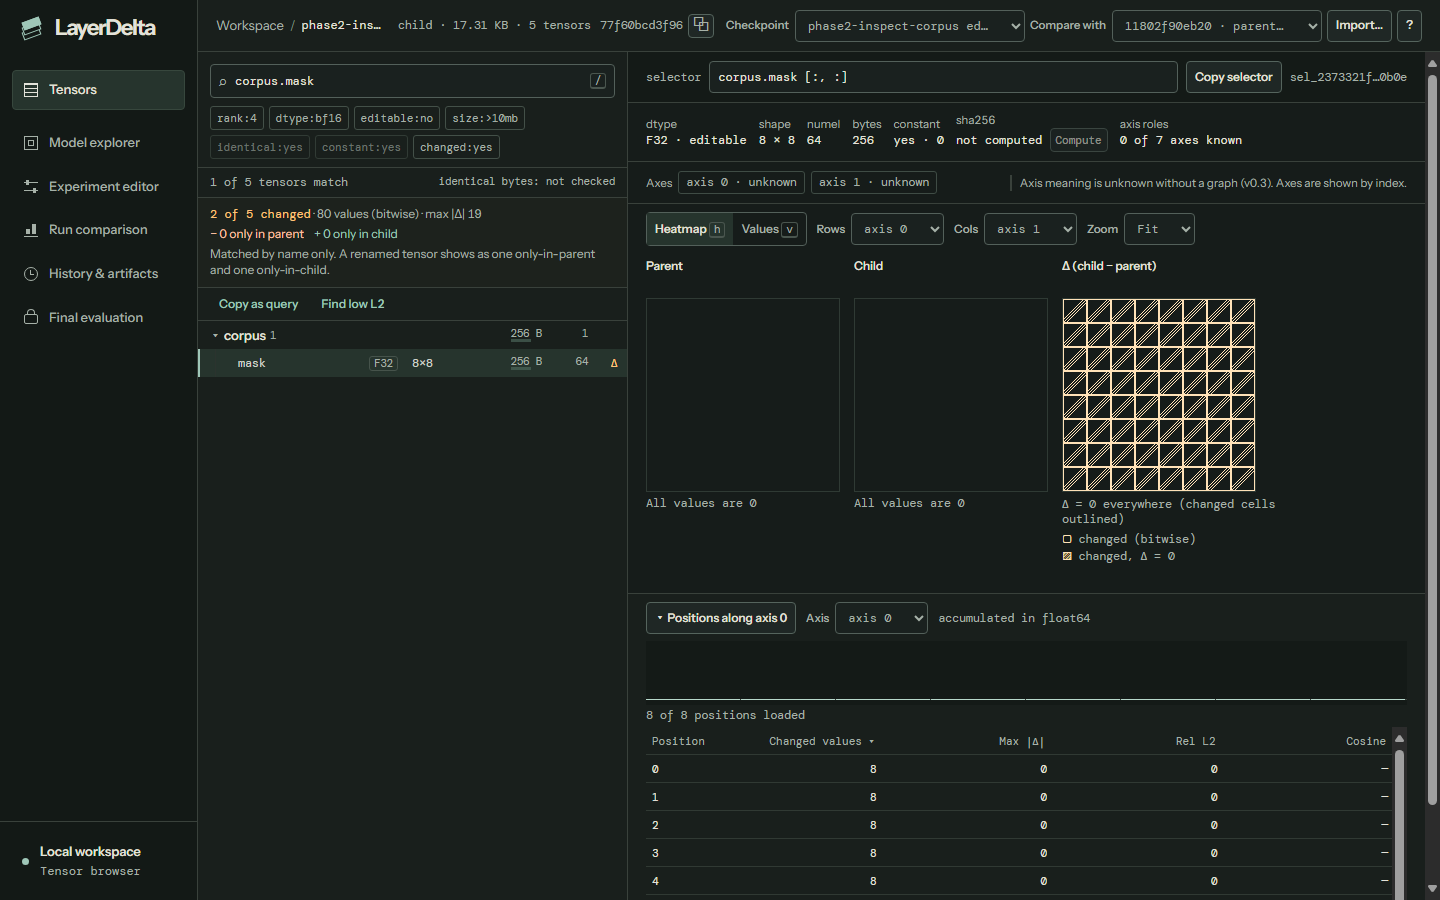 LayerDelta
Tensors
Model explorer
Experiment editor
Run comparison
History & artifacts
Final evaluation
Local workspace
Tensor browser
Workspace / phase2-ins… child · 17.31 KB · 5 tensors 77f60bcd3f96 Checkpoint phase2-inspect-corpus ed… Compare with 11802f90eb20 · parent… Import… ?
corpus.mask /
rank:4 dtype:bf16 editable:no size:>10mb
identical:yes constant:yes changed:yes
1 of 5 tensors match identical bytes: not checked
2 of 5 changed · 80 values (bitwise) · max |Δ| 19
− 0 only in parent + 0 only in child
Matched by name only. A renamed tensor shows as one only-in-parent
and one only-in-child.
Copy as query Find low L2
corpus 1 256 B 1
mask F32 8×8 256 B 64 Δ
selector corpus.mask [:, :] Copy selector sel_2373321f…0b0e
dtype shape numel bytes constant sha256 axis roles
F32 · editable 8 × 8 64 256 yes · 0 not computed Compute 0 of 7 axes known
Axes axis 0 · unknown axis 1 · unknown Axis meaning is unknown without a graph (v0.3). Axes are shown by index.
Heatmap h Values v Rows axis 0 Cols axis 1 Zoom Fit
Parent Child Δ (child − parent)
All values are 0 All values are 0 Δ = 0 everywhere (changed cells
outlined)
changed (bitwise)
changed, Δ = 0
Positions along axis 0 Axis axis 0 accumulated in float64
8 of 8 positions loaded
Position Changed values Max |Δ| Rel L2 Cosine
0 8 0 0 —
1 8 0 0 —
2 8 0 0 —
3 8 0 0 —
4 8 0 0 —